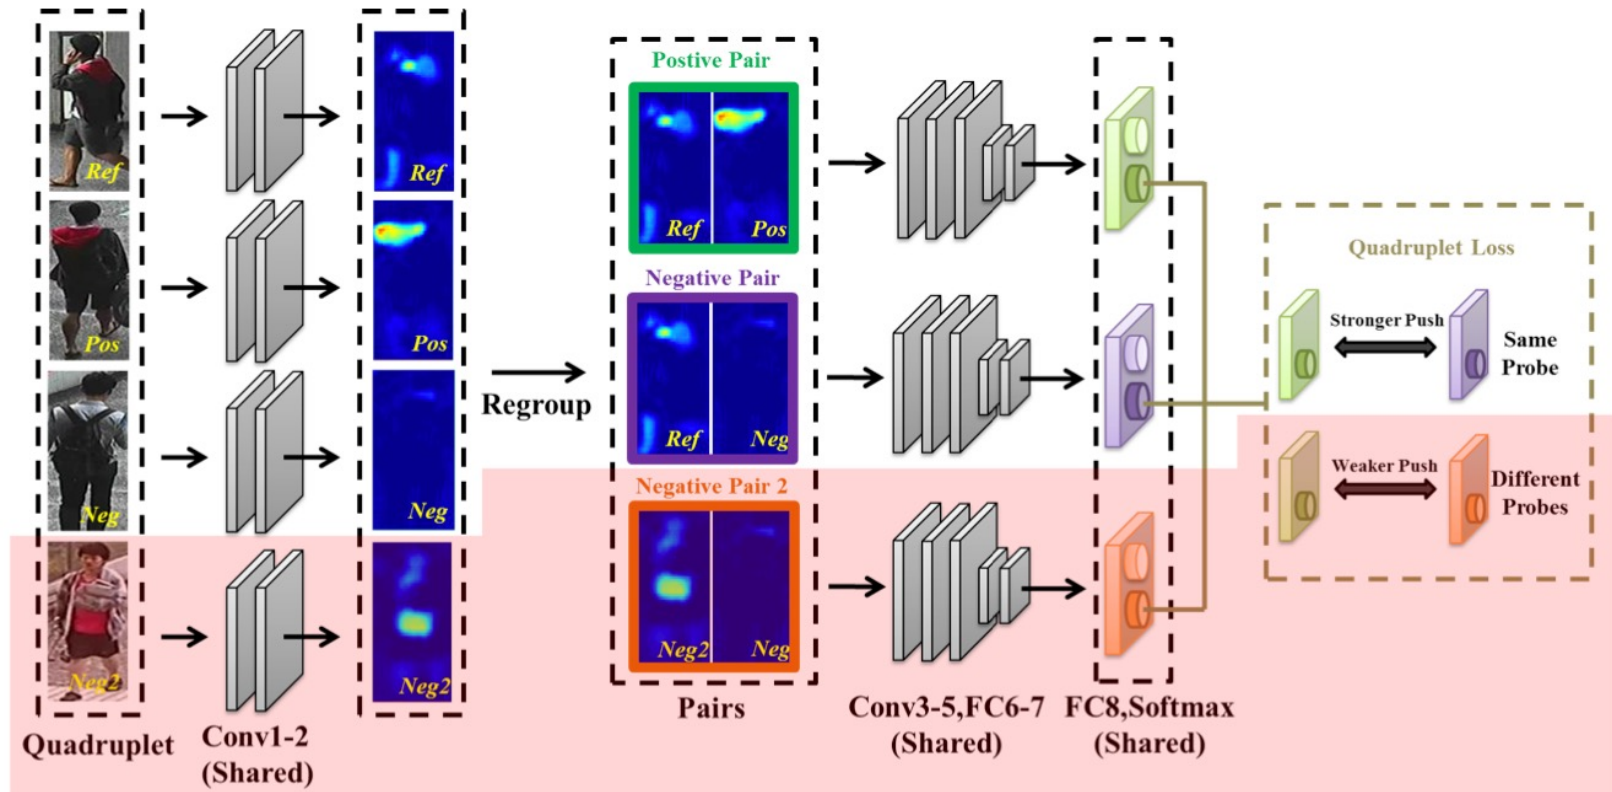 Ref
Pos
Neg
Neg2
Quadruplet
Conv1-2
(Shared)
Ref
Pos
Neg
Neg2
Regroup
Postive Pair
Ref
Pos
Negative Pair
Ref
Neg
Negative Pair 2
Neg2
Neg
Pairs
Conv3-5,FC6-7
(Shared)
FC8,Softmax
(Shared)
Quadruplet Loss
Stronger Push
Same
Probe
Weaker Push
Different
Probes